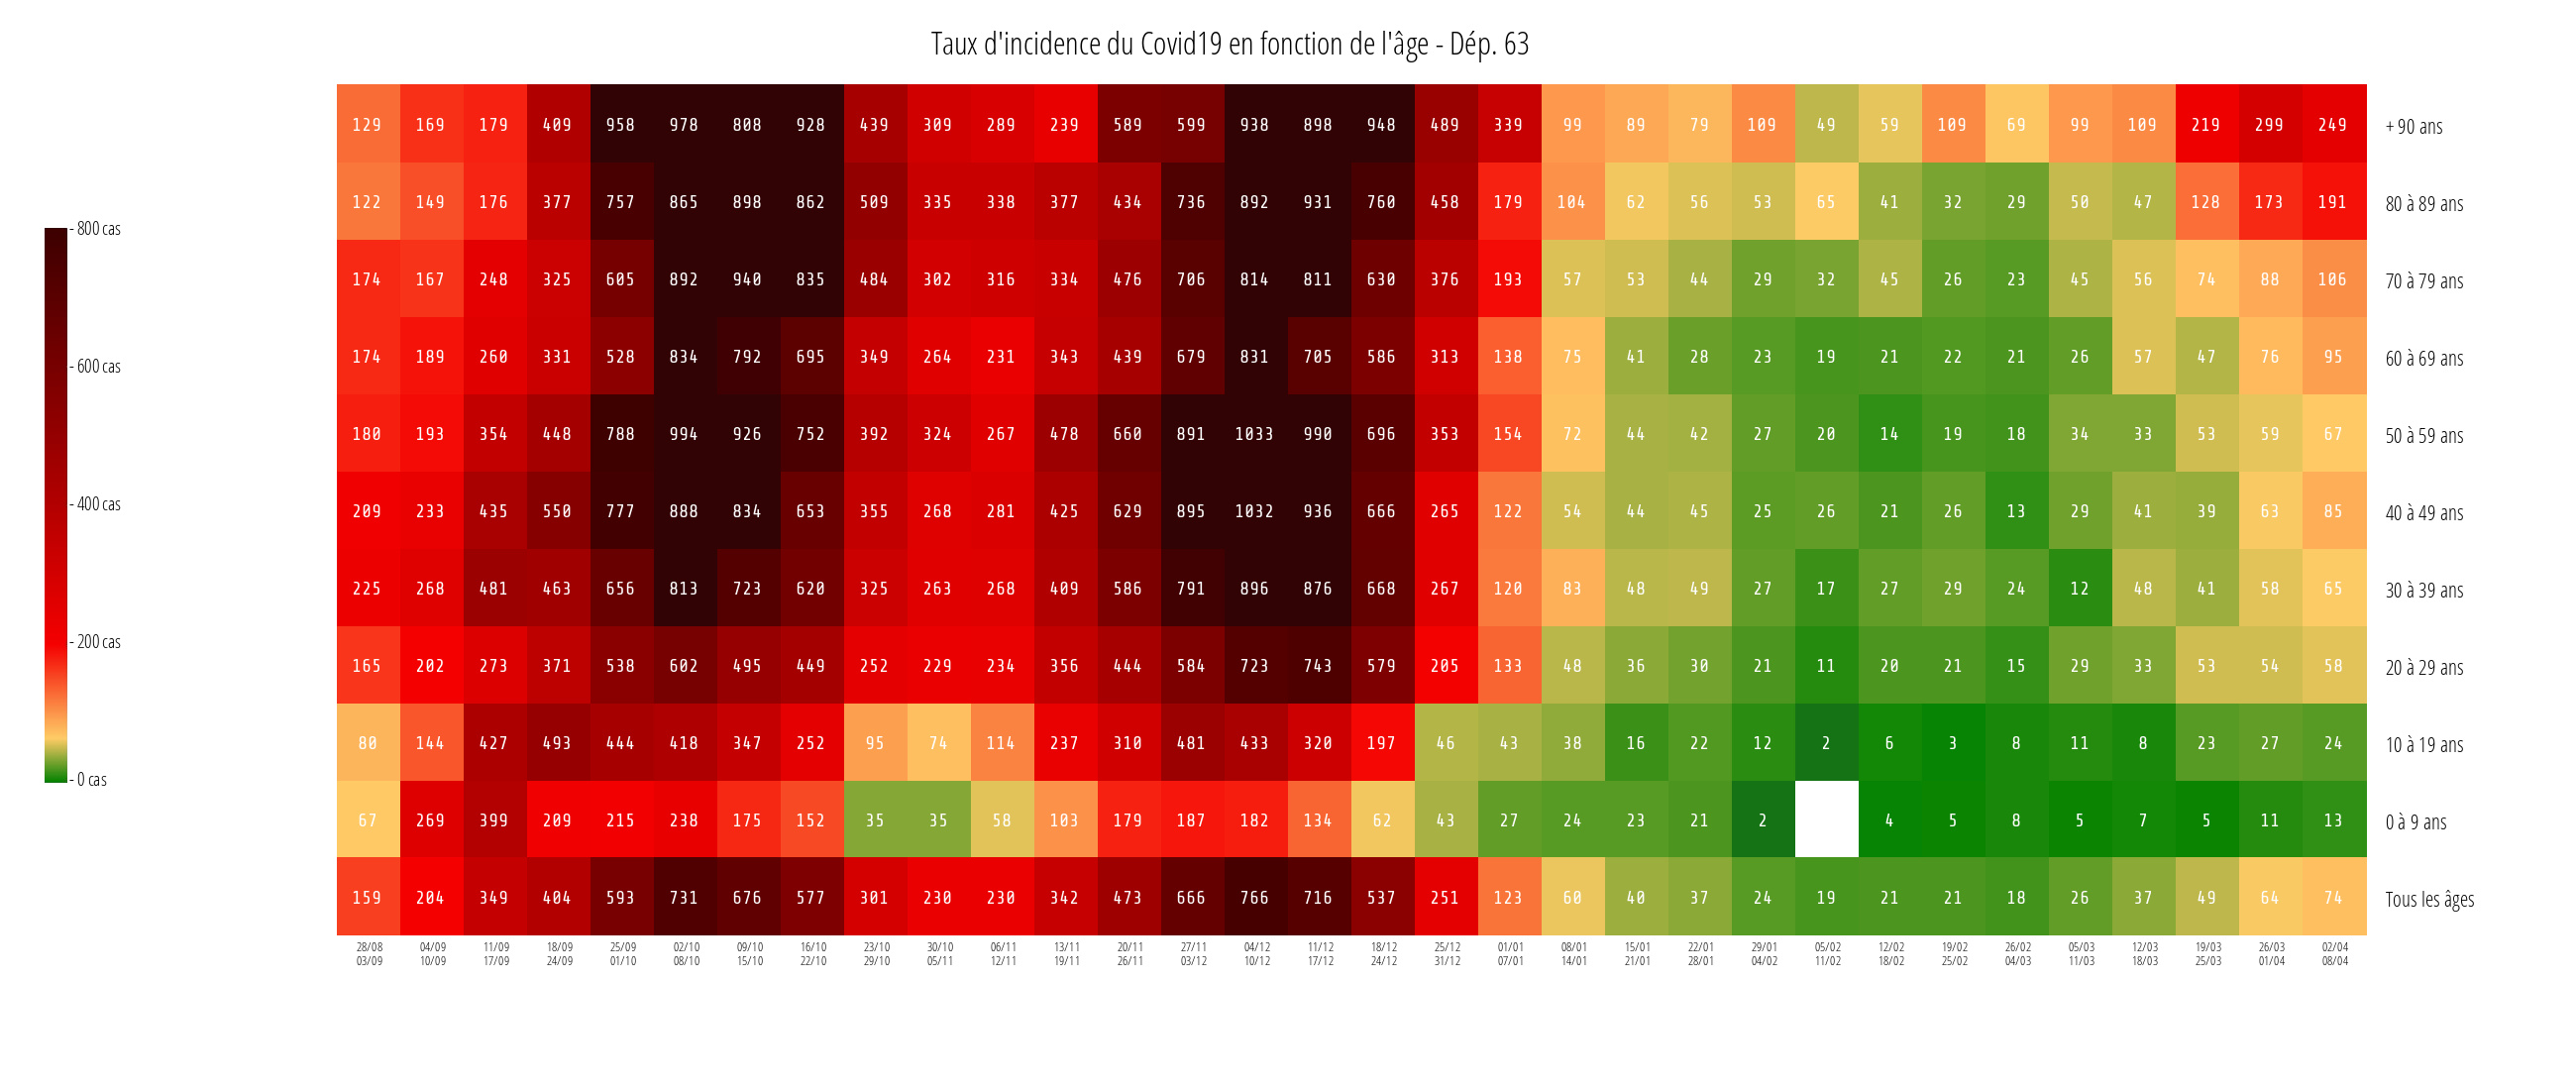 Taux d'incidence du Covid19 en fonction de l'âge - Dép. 63
129 169 179 409 958 978 808 928 439 309 289 239 589 599 938 898 948 489 339 99 89 79 109 49 59 109 69 99 109 219 299 249 + 90 ans
122 149 176 377 757 865 898 862 509 335 338 377 434 736 892 931 760 458 179 104 62 56 53 65 41 32 29 50 47 128 173 191 80 à 89 ans
- 800 cas
174 167 248 325 605 892 940 835 484 302 316 334 476 706 814 811 630 376 193 57 53 44 29 32 45 26 23 45 56 74 88 106 70 à 79 ans
174 189 260 331 528 834 792 695 349 264 231 343 439 679 831 705 586 313 138 75 41 28 23 19 21 22 21 26 57 47 76 95 60 à 69 ans
- 600 cas
180 193 354 448 788 994 926 752 392 324 267 478 660 891 1033 990 696 353 154 72 44 42 27 20 14 19 18 34 33 53 59 67 50 à 59 ans
- 400 cas
209 233 435 550 777 888 834 653 355 268 281 425 629 895 1032 936 666 265 122 54 44 45 25 26 21 26 13 29 41 39 63 85 40 à 49 ans
225 268 481 463 656 813 723 620 325 263 268 409 586 791 896 876 668 267 120 83 48 49 27 17 27 29 24 12 48 41 58 65 30 à 39 ans
- 200 cas
165 202 273 371 538 602 495 449 252 229 234 356 444 584 723 743 579 205 133 48 36 30 21 11 20 21 15 29 33 53 54 58 20 à 29 ans
80 144 427 493 444 418 347 252 95 74 114 237 310 481 433 320 197 46 43 38 16 22 12 2 6 3 8 11 8 23 27 24 10 à 19 ans
- 0 cas
67 269 399 209 215 238 175 152 35 35 58 103 179 187 182 134 62 43 27 24 23 21 2 4 5 8 5 7 5 11 13 0 à 9 ans
159 204 349 404 593 731 676 577 301 230 230 342 473 666 766 716 537 251 123 60 40 37 24 19 21 21 18 26 37 49 64 74 Tous les âges
28/08 04/09 11/09 18/09 25/09 02/10 09/10 16/10 23/10 30/10 06/11 13/11 20/11 27/11 04/12 11/12 18/12 25/12 01/01 08/01 15/01 22/01 29/01 05/02 12/02 19/02 26/02 05/03 12/03 19/03 26/03 02/04
03/09 10/09 17/09 24/09 01/10 08/10 15/10 22/10 29/10 05/11 12/11 19/11 26/11 03/12 10/12 17/12 24/12 31/12 07/01 14/01 21/01 28/01 04/02 11/02 18/02 25/02 04/03 11/03 18/03 25/03 01/04 08/04